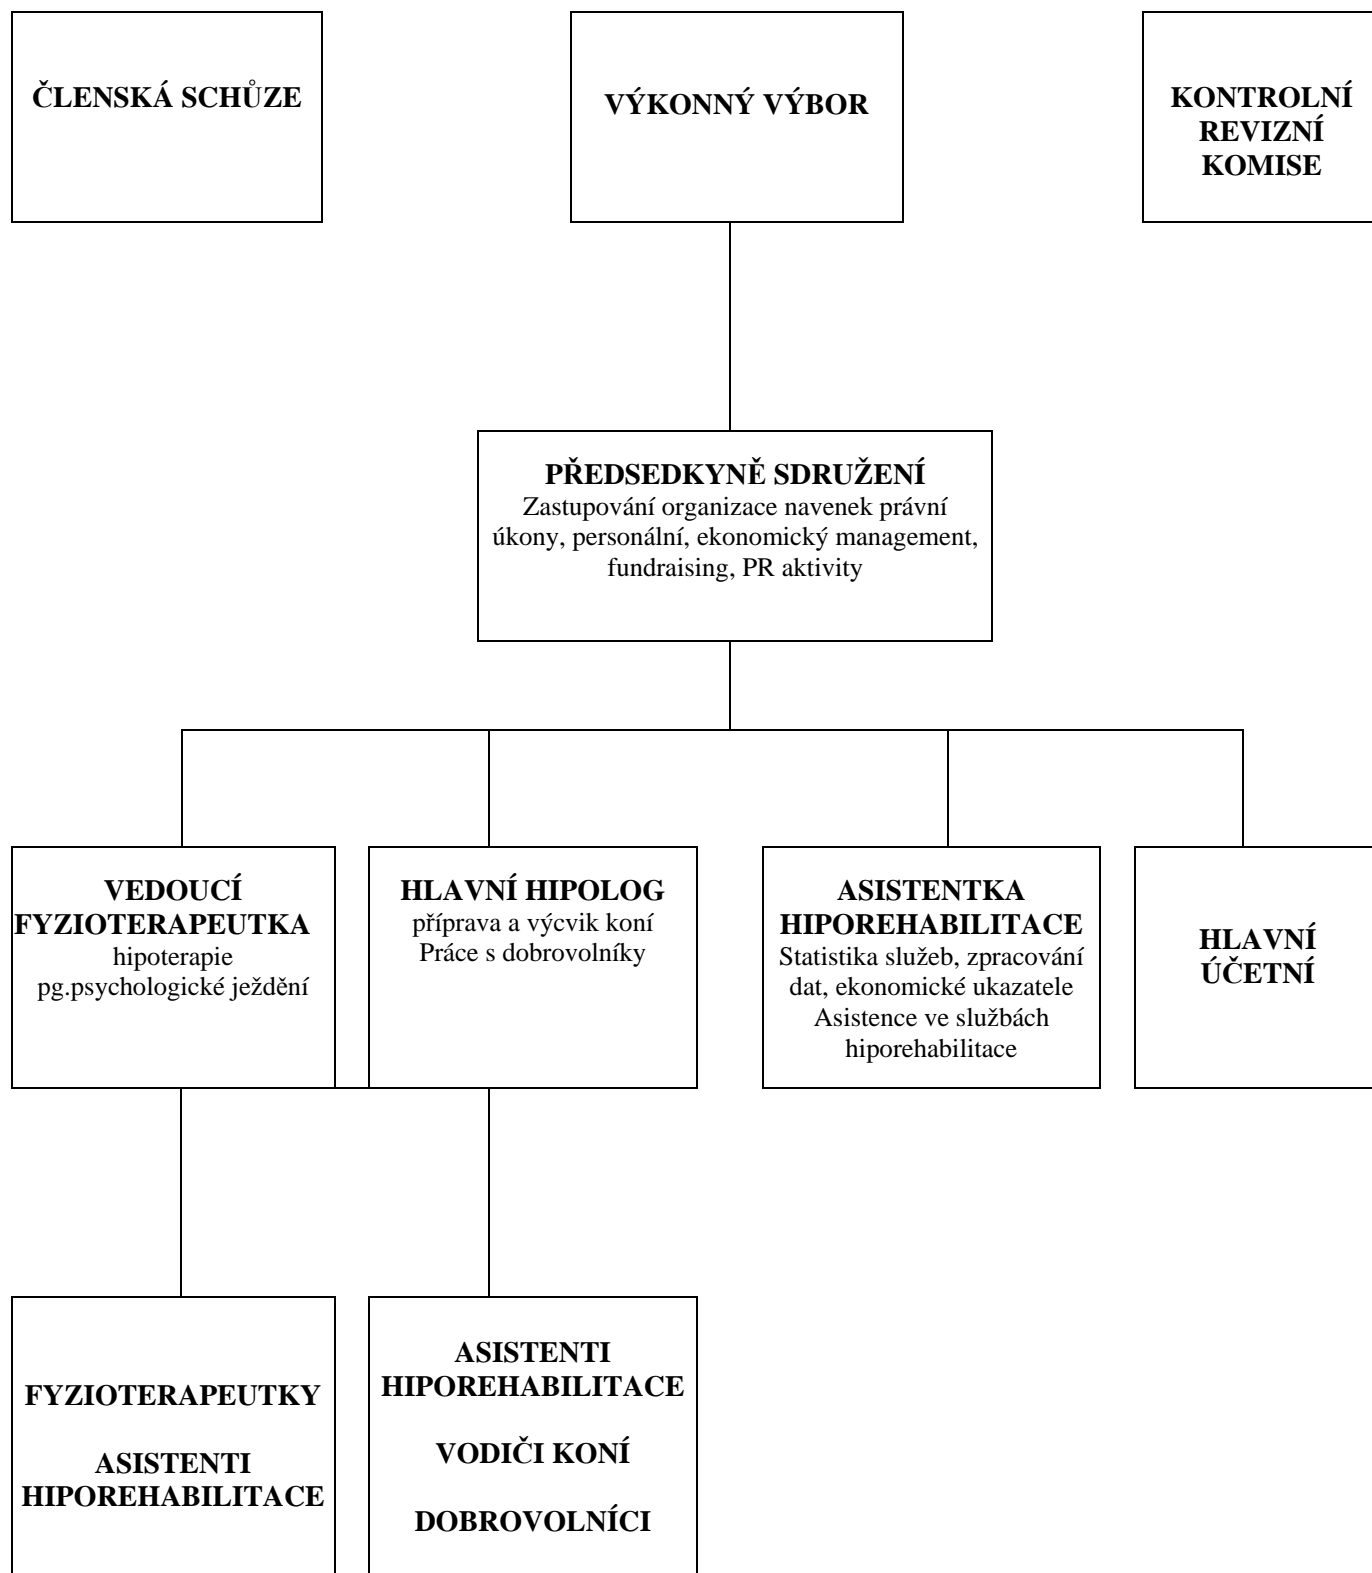 ČLENSKÁ SCHŮZE
VÝKONNÝ VÝBOR
KONTROLNÍ
REVIZNÍ
KOMISE
PŘEDSEDKYNĚ SDRUŽENÍ
Zastupování organizace navenek právní
úkony, personální, ekonomický management,
fundraising, PR aktivity
VEDOUCÍ
FYZIOTERAPEUTKA
hipoterapie
pg.psychologické ježdění
HLAVNÍ HIPOLOG
příprava a výcvik koní
Práce s dobrovolníky
ASISTENTKA
HIPOREHABILITACE
Statistika služeb, zpracování
dat, ekonomické ukazatele
Asistence ve službách
hiporehabilitace
HLAVNÍ
ÚČETNÍ
FYZIOTERAPEUTKY
ASISTENTI
HIPOREHABILITACE
ASISTENTI
HIPOREHABILITACE
VODIČI KONÍ
DOBROVOLNÍCI